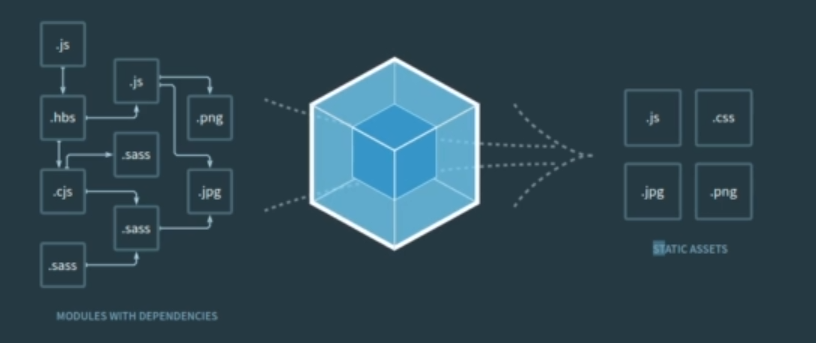 .js
.js
.hbs
.png
.sass
.cjs
.jpg
.sass
.sass
MODULES WITH DEPENDENCIES
.js
.css
.jpg
.png
STATIC ASSETS